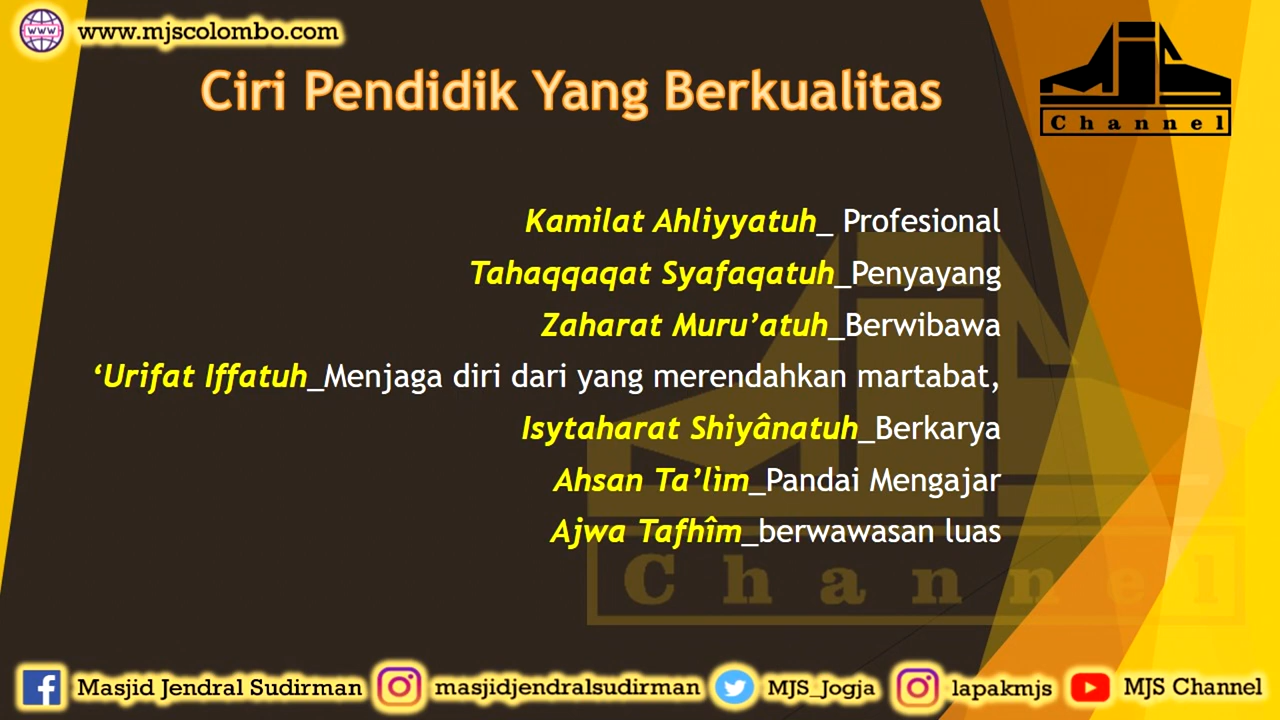 www.mjscolombo.com
Ciri Pendidik Yang Berkualitas
MJS
Channel
Kamilat Ahliyyatuh_ Profesional
Tahaqqaqat Syafaqatuh_Penyayang
Zaharat Muru’atuh_Berwibawa
‘Urifat Iffatuh_Menjaga diri dari yang merendahkan martabat,
Isytaharat Shiyânatuh_Berkarya
Ahsan Ta’lìm_Pandai Mengajar
Ajwa Tafhîm_berwawasan luas
Channel
Masjid Jendral Sudirman masjidjendralsudirman MJS_Jogja lapakmjs MJS Channel